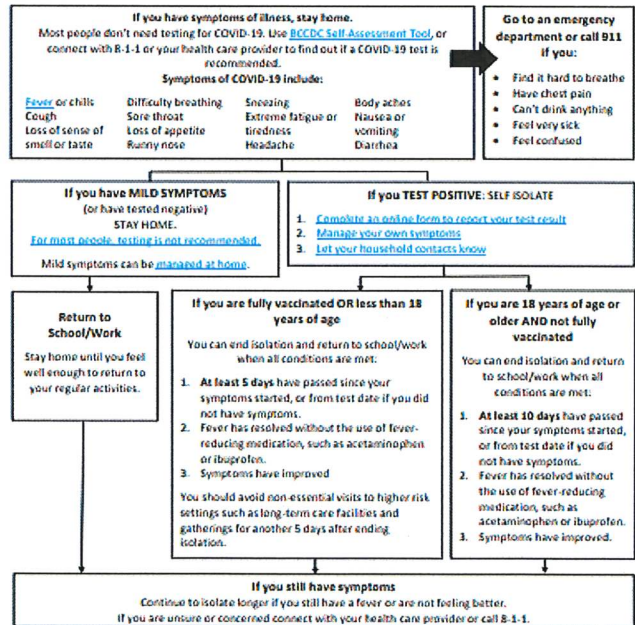 If you have symptoms of illness, stay home.
Most people don't need testing for COVID-19. Use BCCDC Self-Assessment Tool, or
connect with 8-1-1 or your health care provider to find out if a COVID-19 test is
recommended.
Symptoms of COVID-19 include:
Fever or chills
Cough
Loss of sense of
smell or taste
Difficulty breathing
Sore throat
Loss of appetite
Runny nose
Sneezing
Extreme fatigue or
tiredness
Headache
Body aches
Nausea or
vomiting
Diarrhea
Go to an emergency
department or call 911
if you:
• Find it hard to breathe
• Have chest pain
• Can't drink anything
• Feel very sick
• Feel confused
If you have MILD SYMPTOMS
(or have tested negative)
STAY HOME.
For most people, testing is not recommended.
Mild symptoms can be managed at home.
If you TEST POSITIVE: SELF ISOLATE
1. Complete an online form to report your test result
2. Manage your own symptoms
3. Let your household contacts know
Return to
School/Work
Stay home until you feel
well enough to return to
your regular activities.
If you are fully vaccinated OR less than 18
years of age
You can end isolation and return to school/work
when all conditions are met:
1. At least 5 days have passed since your
symptoms started, or from test date if you did
not have symptoms.
2. Fever has resolved without the use of fever-
reducing medication, such as acetaminophen
or ibuprofen.
3. Symptoms have improved
You should avoid non-essential visits to higher risk
settings such as long-term care facilities and
gatherings for another 5 days after ending
isolation.
If you are 18 years of age or
older AND not fully
vaccinated
You can end isolation and return
to school/work when all
conditions are met:
1. At least 10 days have passed
since your symptoms started,
or from test date if you did
not have symptoms.
2. Fever has resolved without
the use of fever-reducing
medication, such as
acetaminophen or ibuprofen.
3. Symptoms have improved.
If you still have symptoms
Continue to isolate longer if you still have a fever or are not feeling better.
If you are unsure or concerned connect with your health care provider or call 8-1-1.